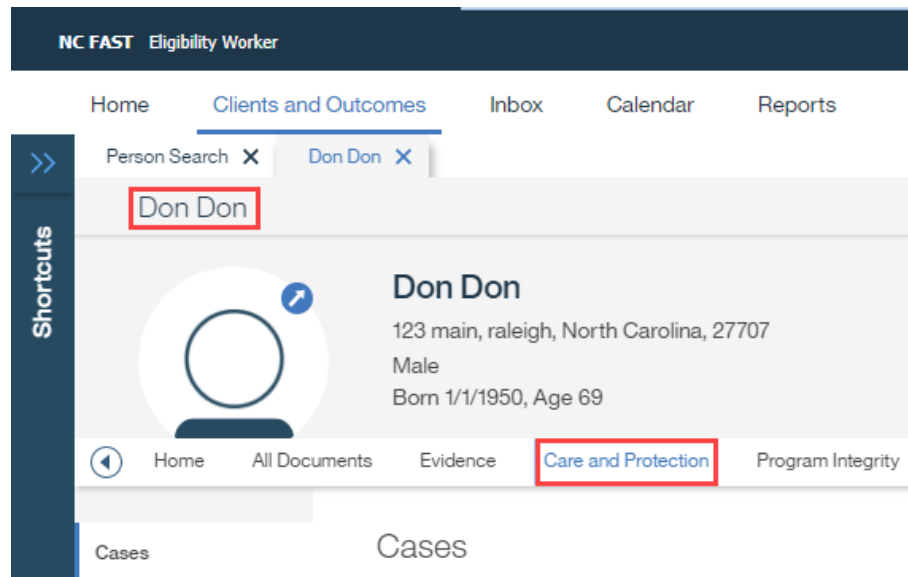 NC FAST Eligibility Worker
Home Clients and Outcomes Inbox Calendar Reports
Person Search Don Don
Don Don
Shortcuts
Don Don
123 main, raleigh, North Carolina, 27707
Male
Born 1/1/1950, Age 69
Home All Documents Evidence Care and Protection Program Integrity
Cases Cases